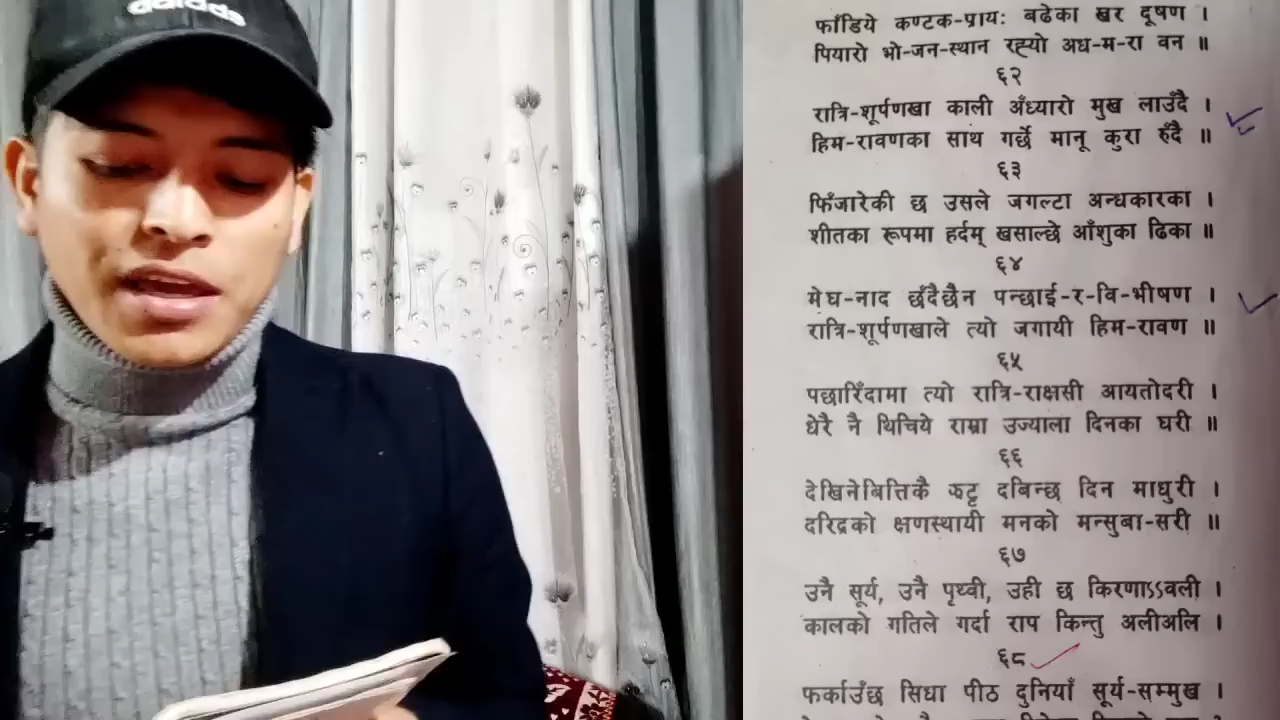 adidas
फाँडिये कण्टक-प्रायः बढेका खर दूषण ।
पियारो भो-जन-स्थान रह्यो अध-म-रा वन ॥
६२
रात्रि-शूर्पणखा काली अँध्यारो मुख लाउँदै ।
हिम-रावणका साथ गर्छे मानू कुरा हुँदै ॥
६३
फिँजारेकी छ उसले जगल्टा अन्धकारका ।
शीतका रूपमा हर्दम् खसाल्छे आँशुका ढिका ॥
६४
मेघ-नाद छँदैछैन पन्छाई-र-वि-भीषण ।
रात्रि-शूर्पणखाले त्यो जगायी हिम-रावण ॥
६५
पछारिँदामा त्यो रात्रि-राक्षसी आयतोदरी ।
धेरै नै थिचिये राम्रा उज्याला दिनका घरी ॥
६६
देखिनेबित्तिकै झट्ट दबिन्छ दिन माधुरी ।
दरिद्रको क्षणस्थायी मनको मन्सुबा-सरी ॥
६७
उनै सूर्य, उनै पृथ्वी, उही छ किरणाऽऽवली ।
कालको गतिले गर्दा राप किन्तु अलीअलि ।
६८
फर्काउँछ सिधा पीठ दुनियाँ सूर्य-सम्मुख ।